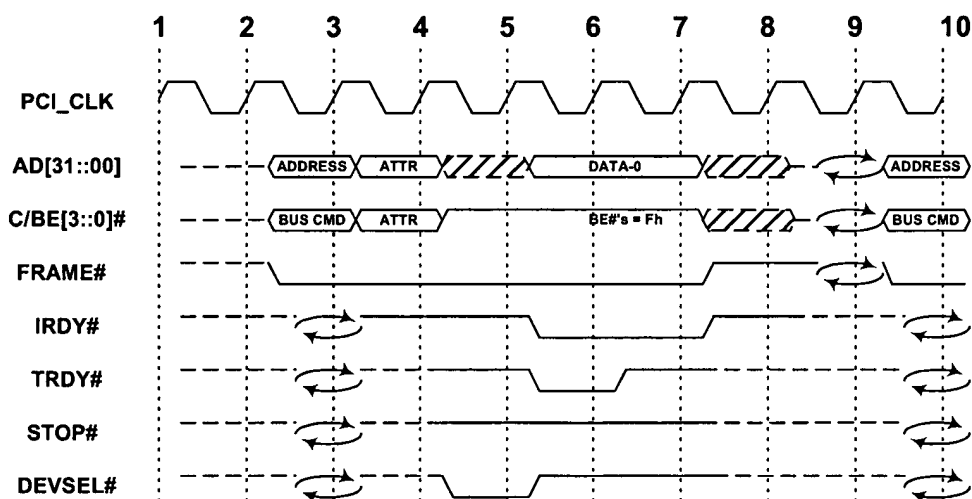 1 2 3 4 5 6 7 8 9 10
PCI_CLK
AD[31::00] ADDRESS ATTR DATA-0 ADDRESS
C/BE[3::0]# BUS CMD ATTR BE#'s = Fh BUS CMD
FRAME#
IRDY#
TRDY#
STOP#
DEVSEL#